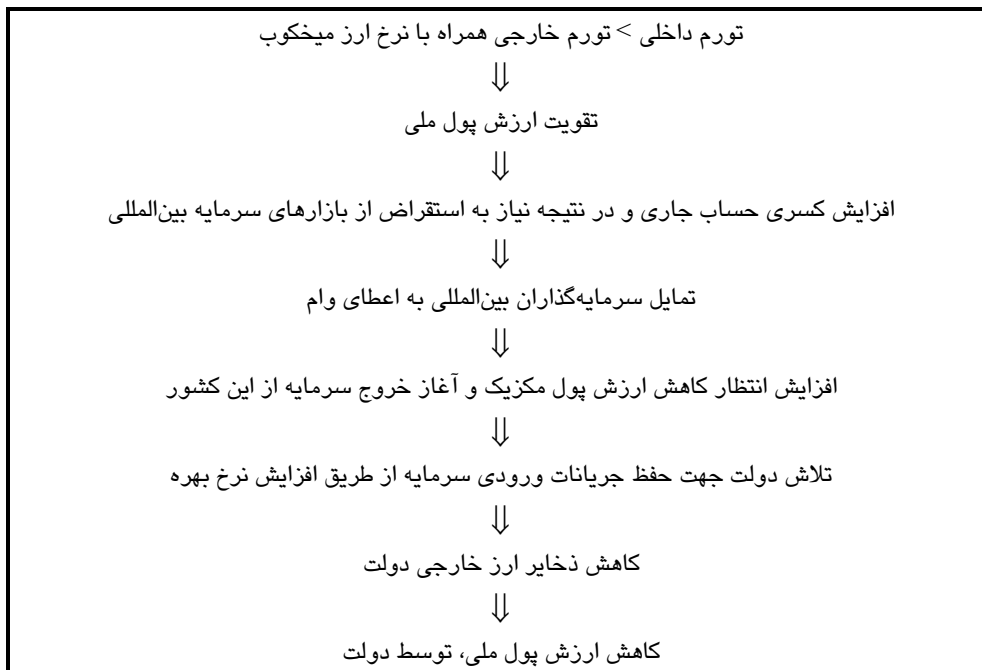 تورم داخلی > تورم خارجی همراه با نرخ ارز میخکوب
⇓
تقویت ارزش پول ملی
⇓
افزایش کسری حساب جاری و در نتیجه نیاز به استقراض از بازارهای سرمایه بین‌المللی
⇓
تمایل سرمایه‌گذاران بین‌المللی به اعطای وام
⇓
افزایش انتظار کاهش ارزش پول مکزیک و آغاز خروج سرمایه از این کشور
⇓
تلاش دولت جهت حفظ جریانات ورودی سرمایه از طریق افزایش نرخ بهره
⇓
کاهش ذخایر ارز خارجی دولت
⇓
کاهش ارزش پول ملی، توسط دولت